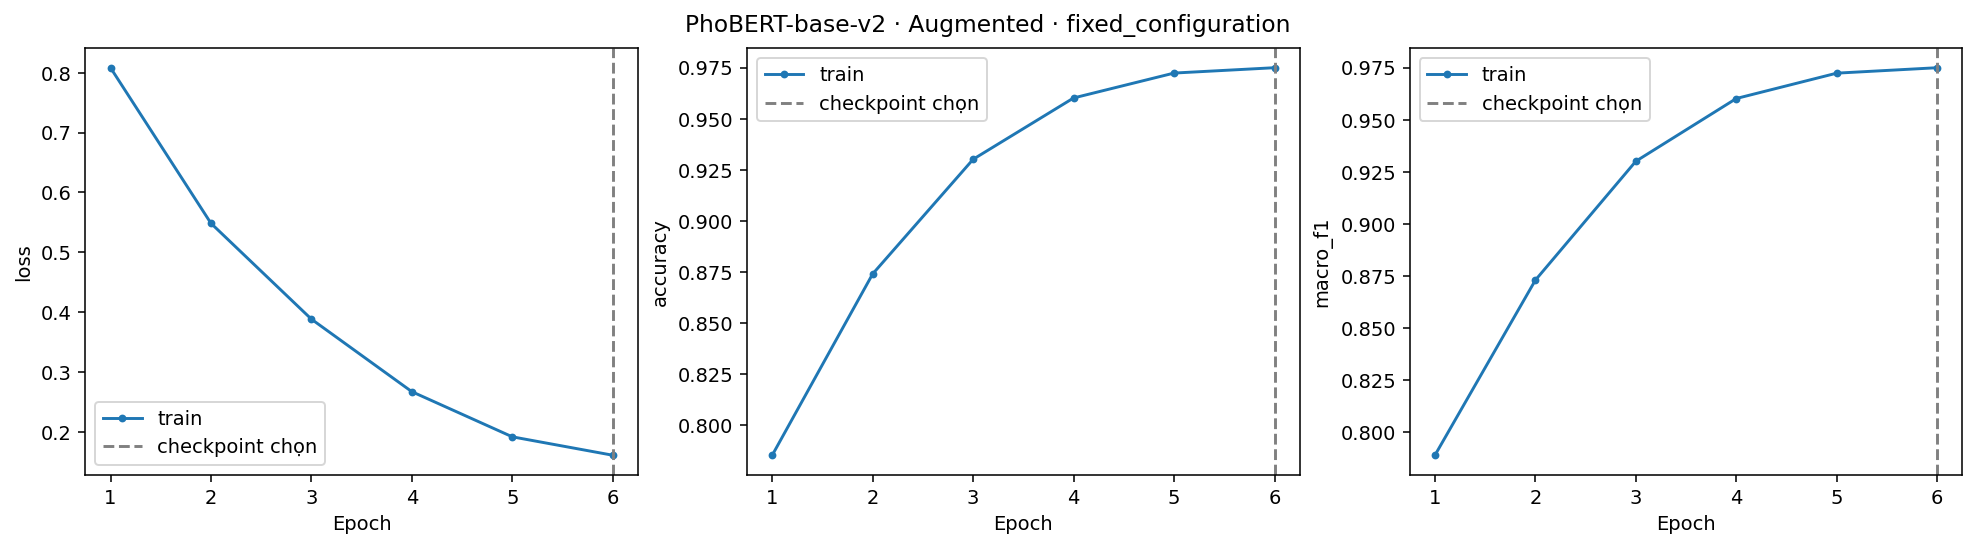 PhoBERT-base-v2 · Augmented · fixed_configuration
loss
0.8
0.7
0.6
0.5
0.4
0.3
0.2
train
checkpoint chọn
1 2 3 4 5 6
Epoch
accuracy
0.975
0.950
0.925
0.900
0.875
0.850
0.825
0.800
train
checkpoint chọn
1 2 3 4 5 6
Epoch
macro_f1
0.975
0.950
0.925
0.900
0.875
0.850
0.825
0.800
train
checkpoint chọn
1 2 3 4 5 6
Epoch